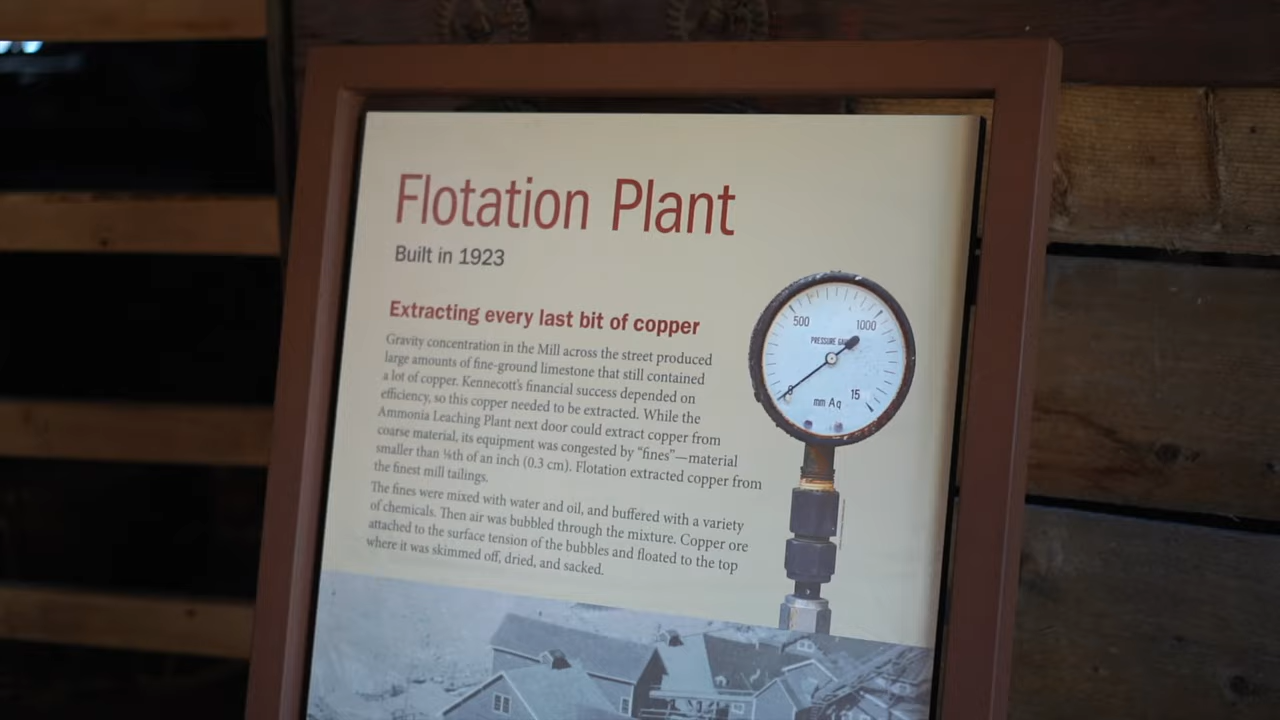 Flotation Plant
Built in 1923
Extracting every last bit of copper
Gravity concentration in the Mill across the street produced
large amounts of fine-ground limestone that still contained
a lot of copper. Kennecott's financial success depended on
efficiency, so this copper needed to be extracted. While the
Ammonia Leaching Plant next door could extract copper from
coarse material, its equipment was congested by “fines”—material
smaller than ⅛th of an inch (0.3 cm). Flotation extracted copper from
the finest mill tailings.
The fines were mixed with water and oil, and buffered with a variety
of chemicals. Then air was bubbled through the mixture. Copper ore
attached to the surface tension of the bubbles and floated to the top
where it was skimmed off, dried, and sacked.
500
1000
PRESSURE
0
15
mm Aq